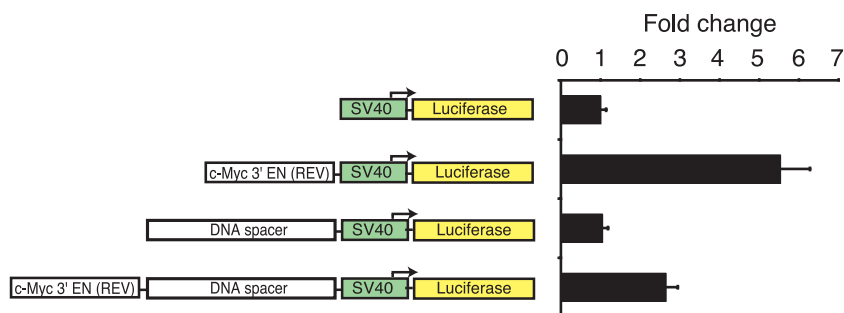 Fold change
0 1 2 3 4 5 6 7
SV40 Luciferase
c-Myc 3' EN (REV) SV40 Luciferase
DNA spacer SV40 Luciferase
c-Myc 3' EN (REV) DNA spacer SV40 Luciferase